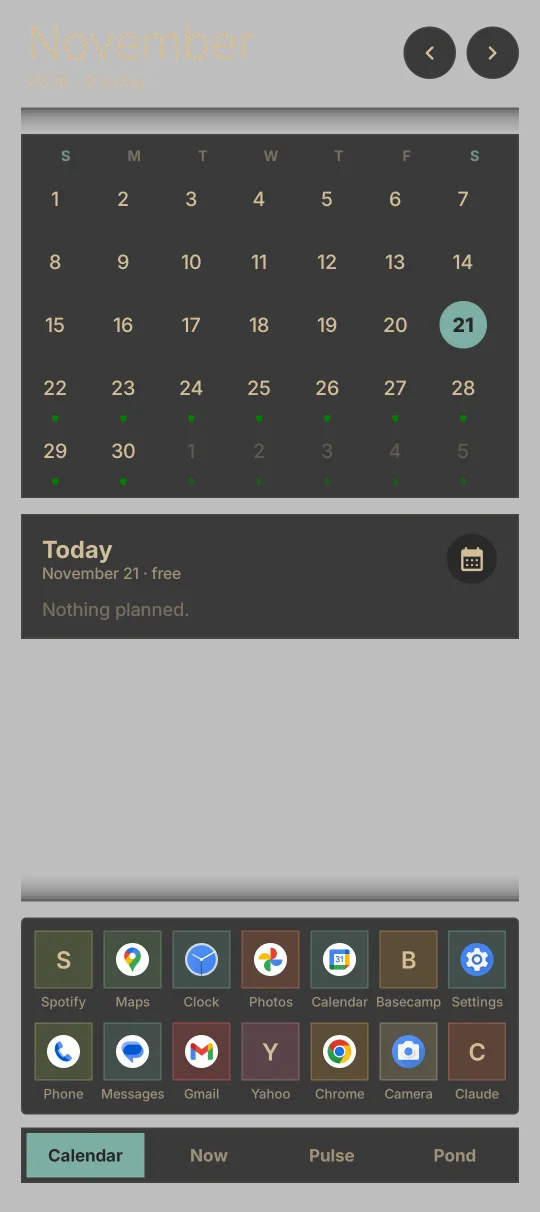 November
S M T W T F S
1 2 3 4 5 6 7
8 9 10 11 12 13 14
15 16 17 18 19 20 21
22 23 24 25 26 27 28
29 30 1 2 3 4 5
Today
November 21 · free
Nothing planned.
S B
31
Spotify Maps Clock Photos Calendar Basecamp Settings
Y C
Phone Messages Gmail Yahoo Chrome Camera Claude
Calendar Now Pulse Pond